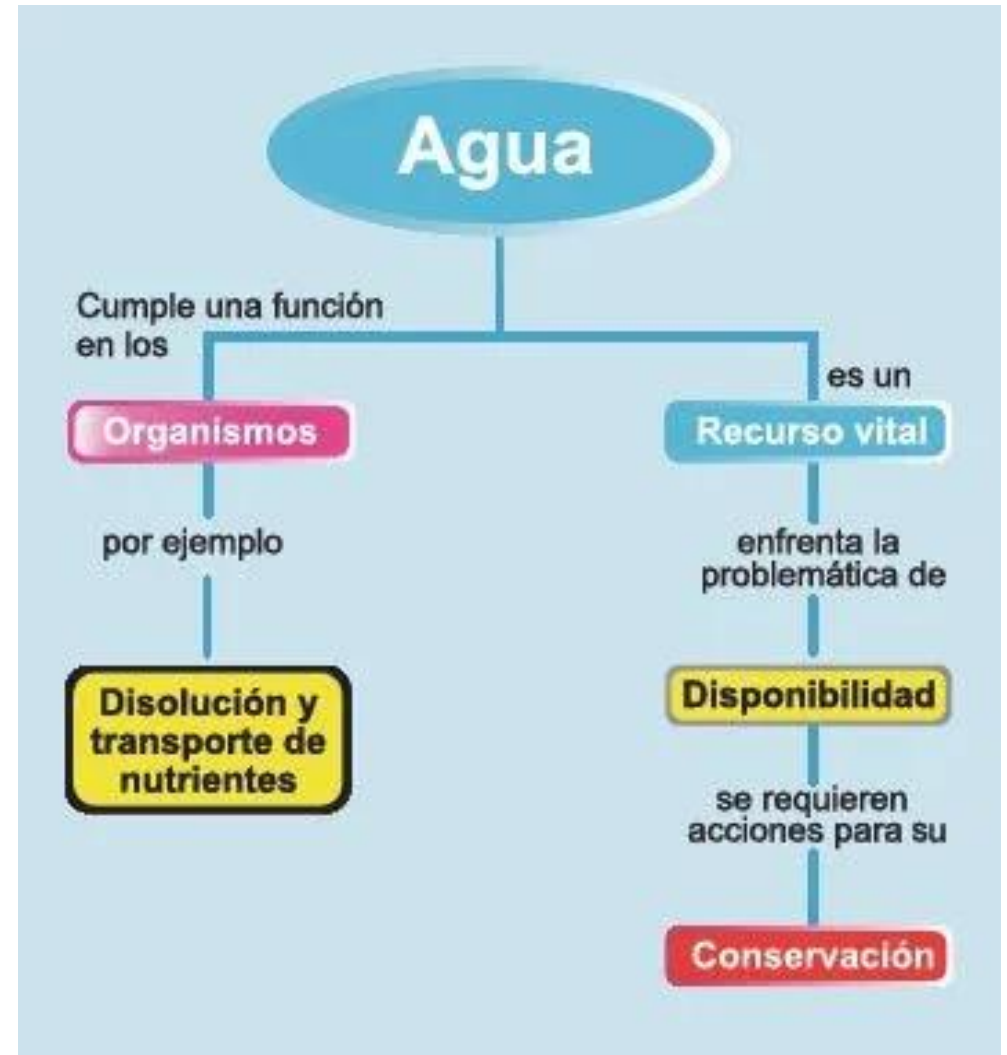 Agua
Cumple una función
en los
Organismos
por ejemplo
Disolución y
transporte de
nutrientes
es un
Recurso vital
enfrenta la
problemática de
Disponibilidad
se requieren
acciones para su
Conservación